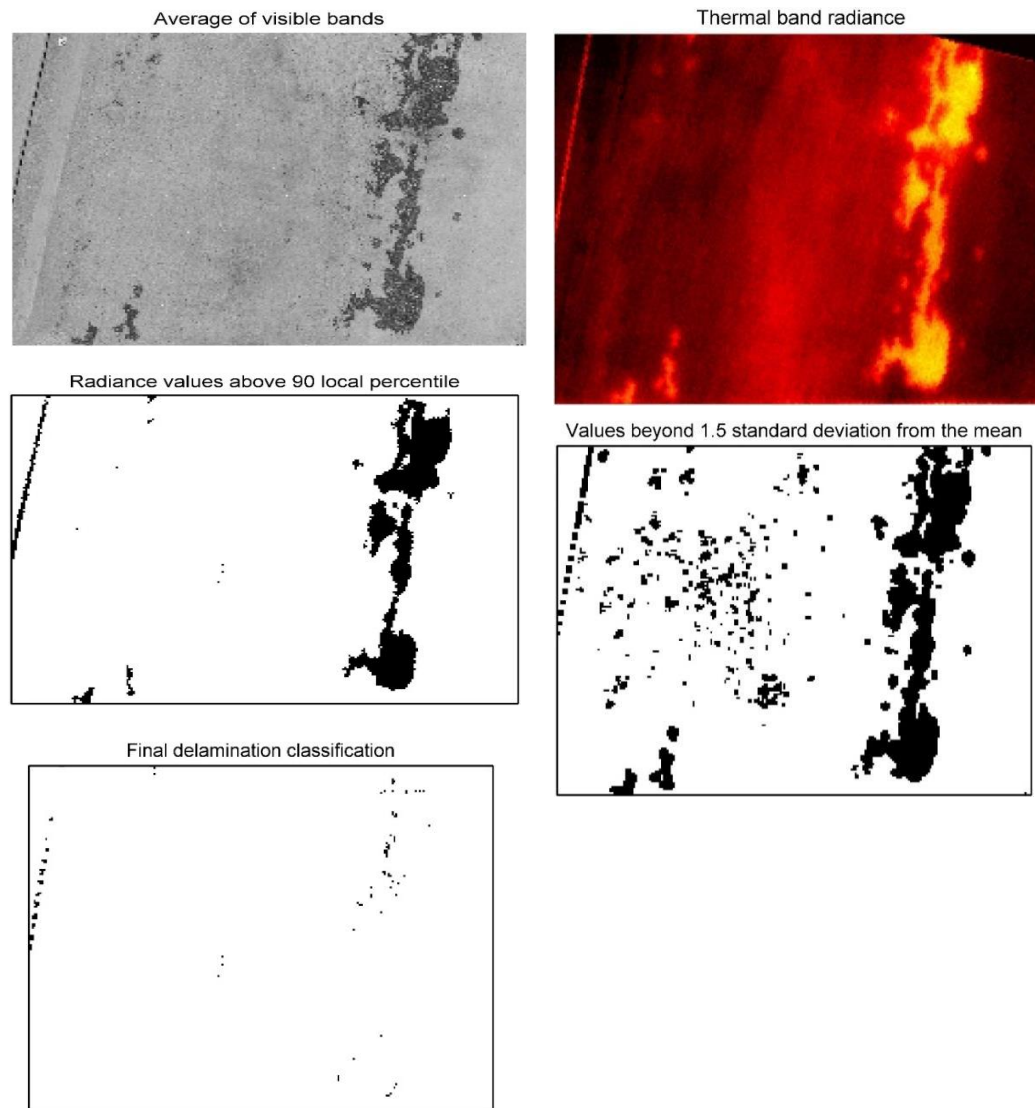 Average of visible bands
Thermal band radiance
Radiance values above 90 local percentile
Values beyond 1.5 standard deviation from the mean
Final delamination classification